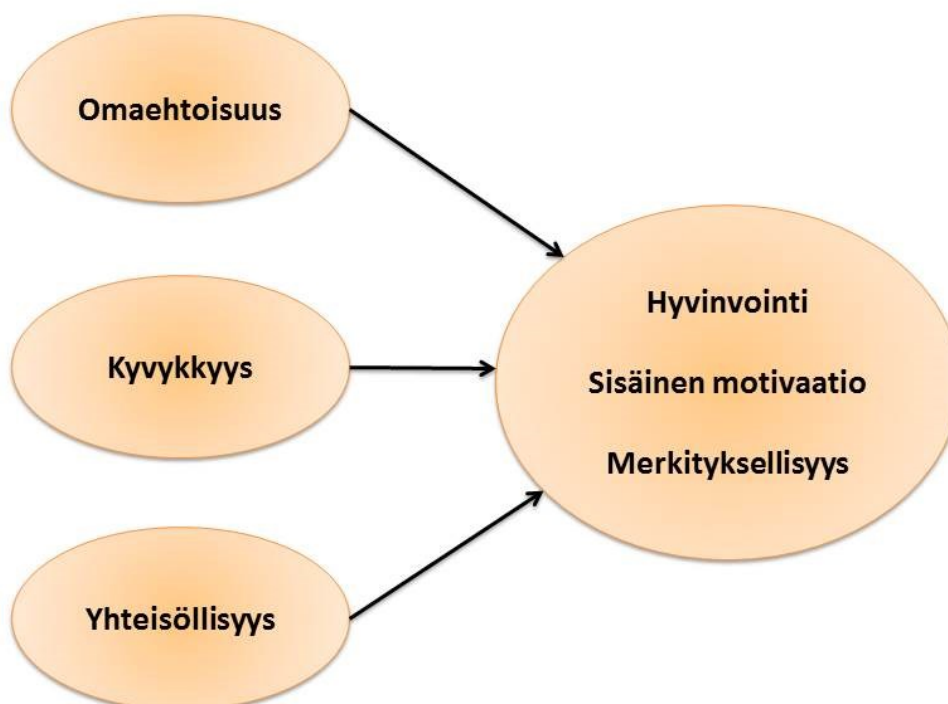 Omaehtoisuus
Kyvykkyys
Yhteisöllisyys
Hyvinvointi
Sisäinen motivaatio
Merkityksellisyys